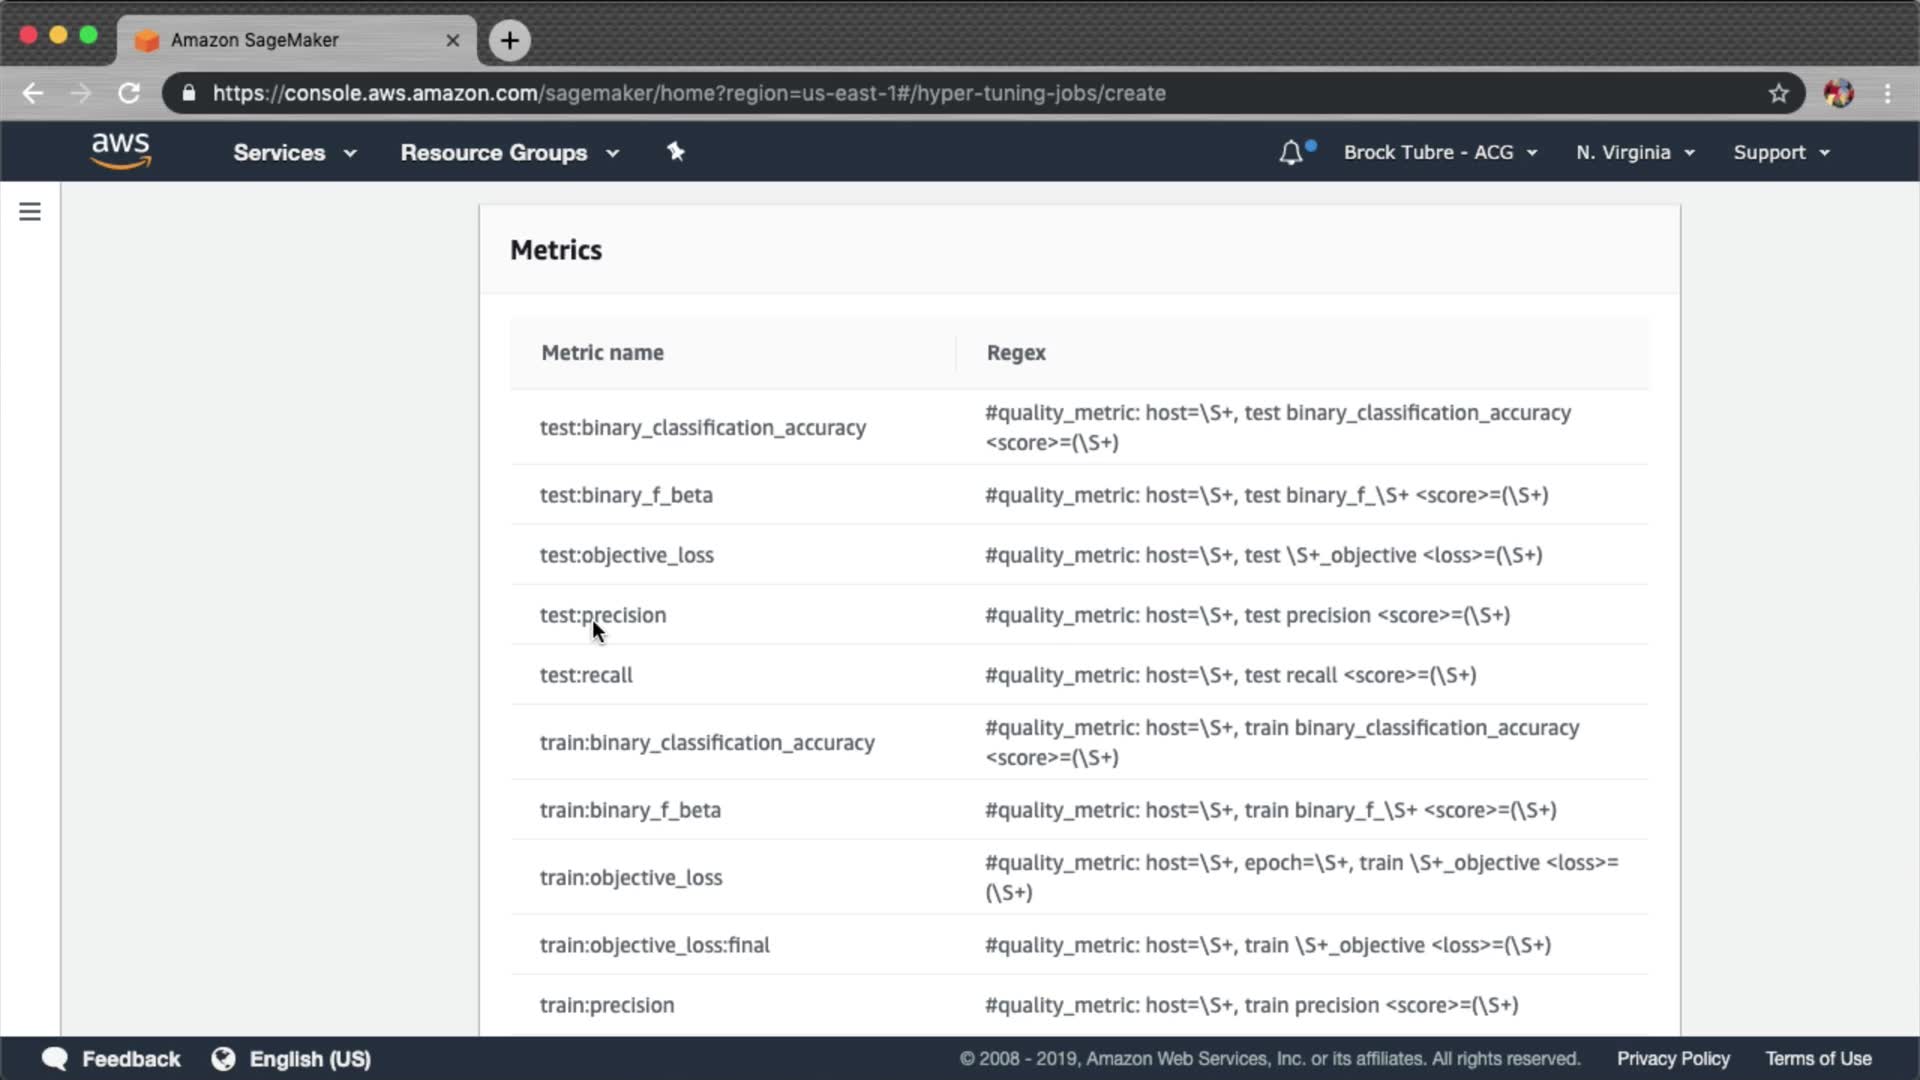 Amazon SageMaker
https://console.aws.amazon.com/sagemaker/home?region=us-east-1#/hyper-tuning-jobs/create
aws
Services
Resource Groups
Brock Tubre - ACG
N. Virginia
Support
Metrics
Metric name
Regex
test:binary_classification_accuracy
#quality_metric: host=\S+, test binary_classification_accuracy
<score>=(\S+)
test:binary_f_beta
#quality_metric: host=\S+, test binary_f_\S+ <score>=(\S+)
test:objective_loss
#quality_metric: host=\S+, test \S+_objective <loss>=(\S+)
test:precision
#quality_metric: host=\S+, test precision <score>=(\S+)
test:recall
#quality_metric: host=\S+, test recall <score>=(\S+)
train:binary_classification_accuracy
#quality_metric: host=\S+, train binary_classification_accuracy
<score>=(\S+)
train:binary_f_beta
#quality_metric: host=\S+, train binary_f_\S+ <score>=(\S+)
train:objective_loss
#quality_metric: host=\S+, epoch=\S+, train \S+_objective <loss>=
(\S+)
train:objective_loss:final
#quality_metric: host=\S+, train \S+_objective <loss>=(\S+)
train:precision
#quality_metric: host=\S+, train precision <score>=(\S+)
Feedback
English (US)
© 2008 - 2019, Amazon Web Services, Inc. or its affiliates. All rights reserved.
Privacy Policy
Terms of Use